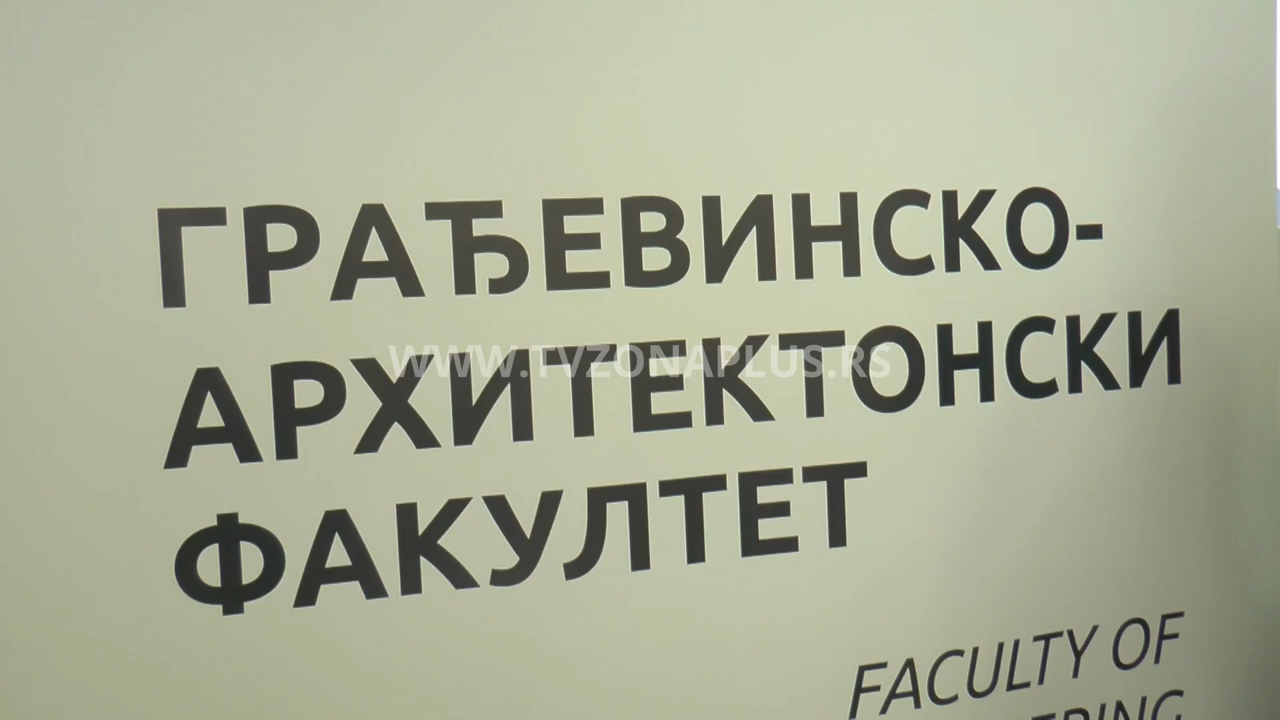 ГРАЂЕВИНСКО-
АРХИТЕКТОНСКИ
WWW.TVZONAPLUS.RS
ФАКУЛТЕТ
FACULTY OF